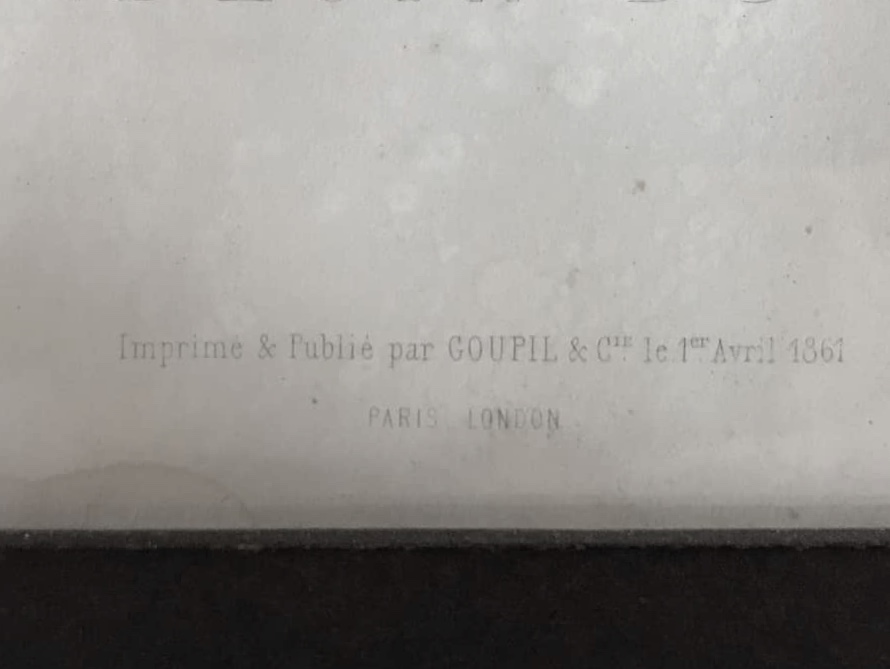 Imprimé & Publié par GOUPIL & Cie le 1er Avril 1861
PARIS LONDON